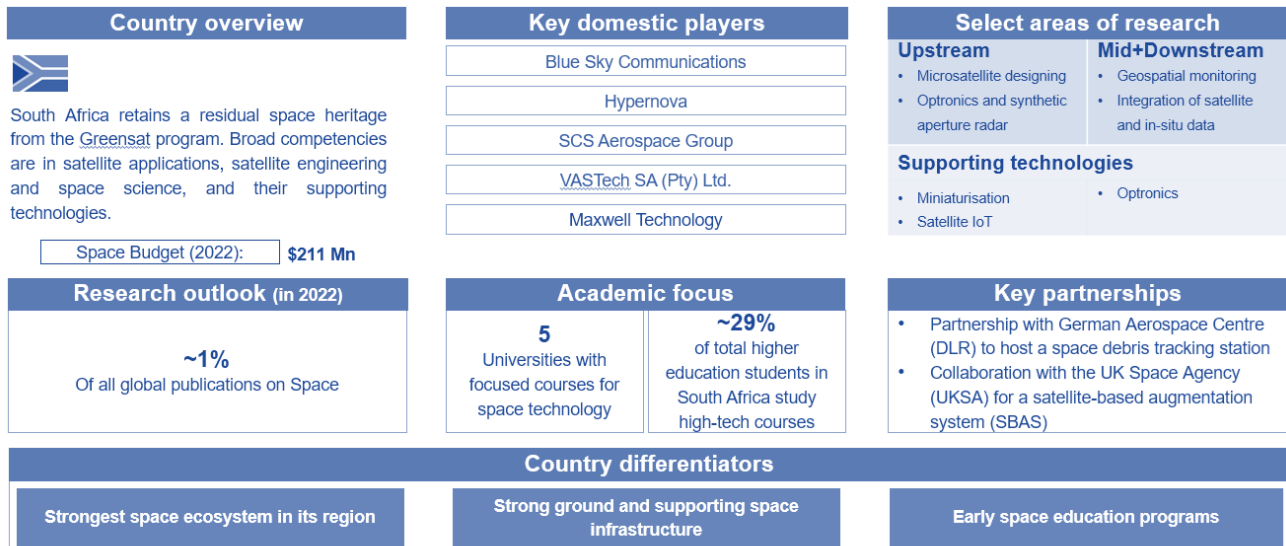 Country overview
South Africa retains a residual space heritage
from the Greensat program. Broad competencies
are in satellite applications, satellite engineering
and space science, and their supporting
technologies.
Space Budget (2022):
$211 Mn
Key domestic players
Blue Sky Communications
Hypernova
SCS Aerospace Group
VASTech SA (Pty) Ltd.
Maxwell Technology
Select areas of research
Upstream
• Microsatellite designing
• Optronics and synthetic
aperture radar
Mid+Downstream
• Geospatial monitoring
• Integration of satellite
and in-situ data
Supporting technologies
• Miniaturisation
• Satellite IoT
• Optronics
Research outlook (in 2022)
~1%
Of all global publications on Space
Academic focus
5
Universities with
focused courses for
space technology
~29%
of total higher
education students in
South Africa study
high-tech courses
Key partnerships
• Partnership with German Aerospace Centre
(DLR) to host a space debris tracking station
• Collaboration with the UK Space Agency
(UKSA) for a satellite-based augmentation
system (SBAS)
Country differentiators
Strongest space ecosystem in its region
Strong ground and supporting space
infrastructure
Early space education programs